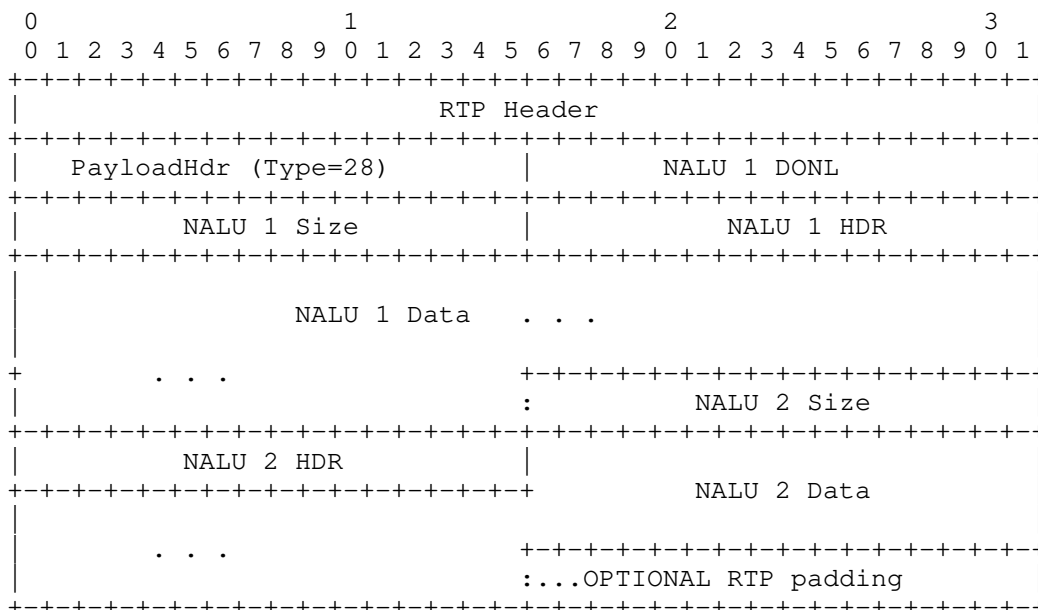 0                   1                   2                   3
 0 1 2 3 4 5 6 7 8 9 0 1 2 3 4 5 6 7 8 9 0 1 2 3 4 5 6 7 8 9 0 1
+-+-+-+-+-+-+-+-+-+-+-+-+-+-+-+-+-+-+-+-+-+-+-+-+-+-+-+-+-+-+-+-
|                          RTP Header
+-+-+-+-+-+-+-+-+-+-+-+-+-+-+-+-+-+-+-+-+-+-+-+-+-+-+-+-+-+-+-+-
|   PayloadHdr (Type=28)        |        NALU 1 DONL
+-+-+-+-+-+-+-+-+-+-+-+-+-+-+-+-+-+-+-+-+-+-+-+-+-+-+-+-+-+-+-+-
|          NALU 1 Size          |            NALU 1 HDR
+-+-+-+-+-+-+-+-+-+-+-+-+-+-+-+-+-+-+-+-+-+-+-+-+-+-+-+-+-+-+-+-
|
|                 NALU 1 Data   . . .
|
+        . . .                  +-+-+-+-+-+-+-+-+-+-+-+-+-+-+-+-
|                               :          NALU 2 Size
+-+-+-+-+-+-+-+-+-+-+-+-+-+-+-+-+-+-+-+-+-+-+-+-+-+-+-+-+-+-+-+-
|          NALU 2 HDR           |
+-+-+-+-+-+-+-+-+-+-+-+-+-+-+-+-+          NALU 2 Data
|
|        . . .                  +-+-+-+-+-+-+-+-+-+-+-+-+-+-+-+-
|                               :...OPTIONAL RTP padding
+-+-+-+-+-+-+-+-+-+-+-+-+-+-+-+-+-+-+-+-+-+-+-+-+-+-+-+-+-+-+-+-